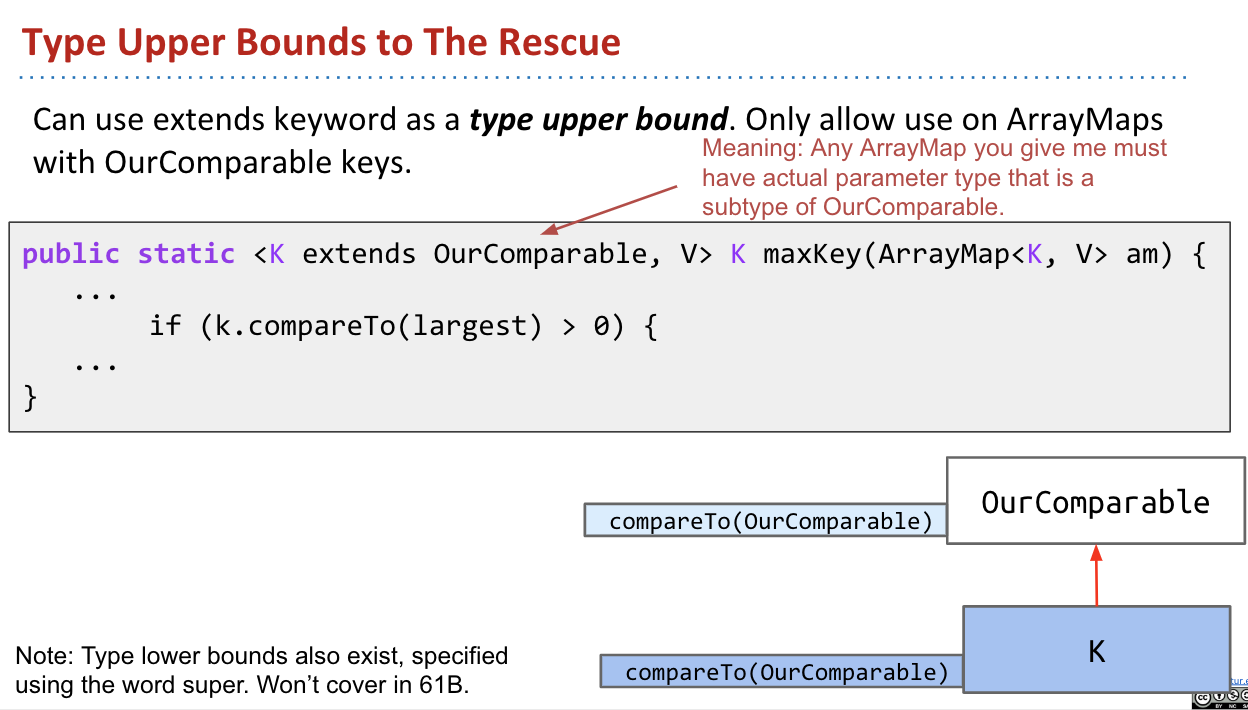 Type Upper Bounds to The Rescue
Can use extends keyword as a type upper bound. Only allow use on ArrayMaps
with OurComparable keys.
Meaning: Any ArrayMap you give me must
have actual parameter type that is a
subtype of OurComparable.
public static <K extends OurComparable, V> K maxKey(ArrayMap<K, V> am) {
...
if (k.compareTo(largest) > 0) {
...
}
OurComparable
compareTo(OurComparable)
K
compareTo(OurComparable)
Note: Type lower bounds also exist, specified
using the word super. Won’t cover in 61B.
BY NC